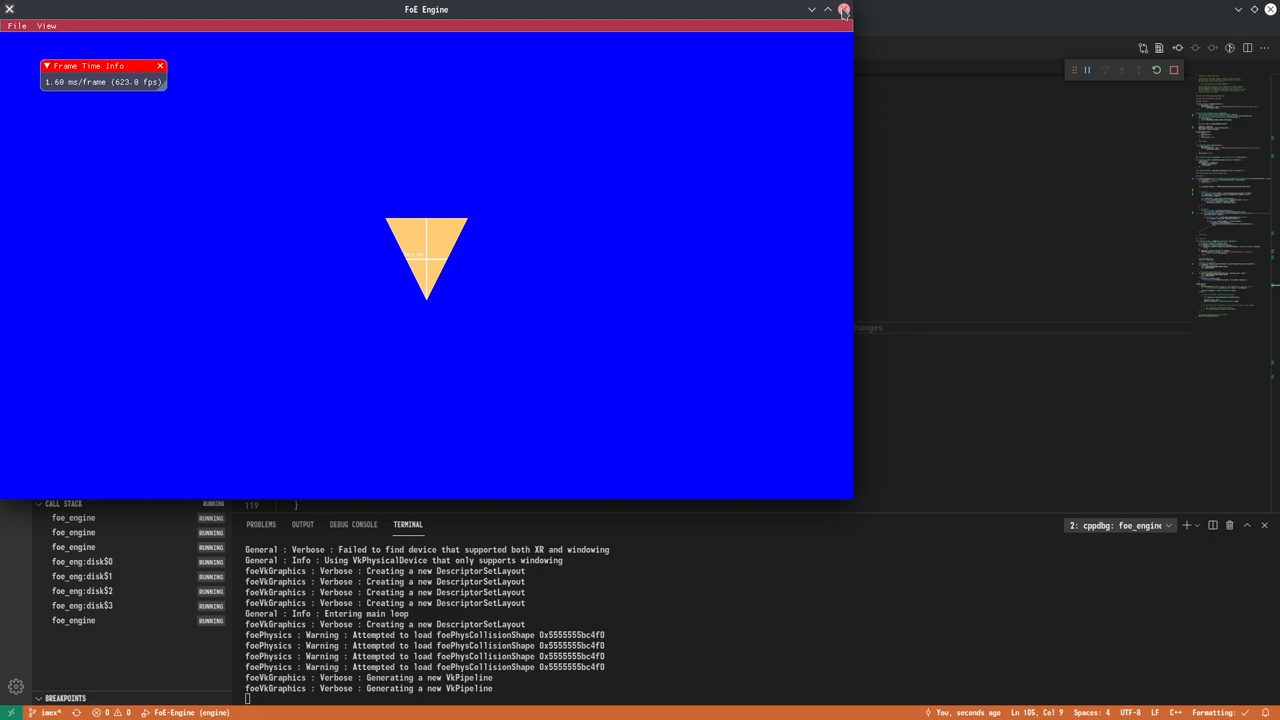 FoE Engine
File View
Frame Time Info
1.60 ms/frame (623.0 fps)
hanges
119 }
CALL STACK RUNNING
foe_engine RUNNING
foe_engine RUNNING
foe_engine RUNNING
foe_eng:disk$0 RUNNING
foe_eng:disk$1 RUNNING
foe_eng:disk$2 RUNNING
foe_eng:disk$3 RUNNING
foe_engine RUNNING
BREAKPOINTS
PROBLEMS OUTPUT DEBUG CONSOLE TERMINAL
2: cppdbg: foe_engine
General : Verbose : Failed to find device that supported both XR and windowing
General : Info : Using VkPhysicalDevice that only supports windowing
foeVkGraphics : Verbose : Creating a new DescriptorSetLayout
foeVkGraphics : Verbose : Creating a new DescriptorSetLayout
foeVkGraphics : Verbose : Creating a new DescriptorSetLayout
foeVkGraphics : Verbose : Creating a new DescriptorSetLayout
General : Info : Entering main loop
foeVkGraphics : Verbose : Creating a new DescriptorSetLayout
foePhysics : Warning : Attempted to load foePhysCollisionShape 0x5555555bc4f0
foePhysics : Warning : Attempted to load foePhysCollisionShape 0x5555555bc4f0
foePhysics : Warning : Attempted to load foePhysCollisionShape 0x5555555bc4f0
foePhysics : Warning : Attempted to load foePhysCollisionShape 0x5555555bc4f0
foeVkGraphics : Verbose : Generating a new VkPipeline
foeVkGraphics : Verbose : Generating a new VkPipeline
imex* 0 0 FoE-Engine (engine) You, seconds ago Ln 105, Col 9 Spaces: 4 UTF-8 LF C++ Formatting: ✓